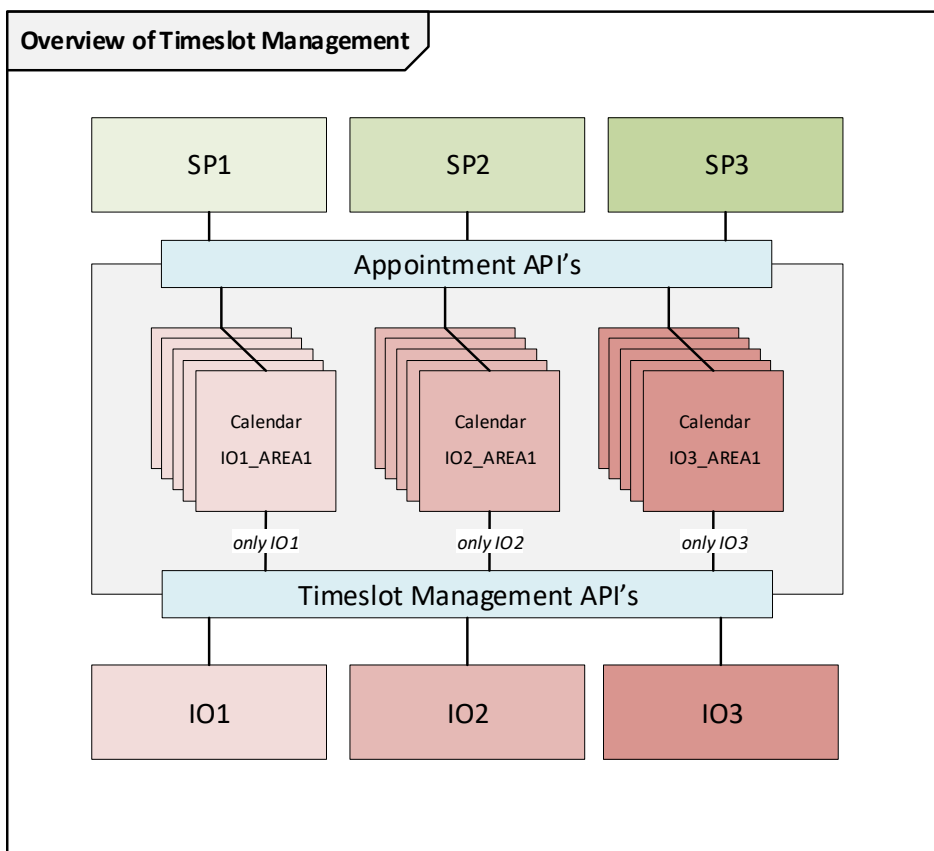 Overview of Timeslot Management
SP1
SP2
SP3
Appointment API's
Calendar
IO1_AREA1
Calendar
IO2_AREA1
Calendar
IO3_AREA1
only IO1
only IO2
only IO3
Timeslot Management API's
IO1
IO2
IO3